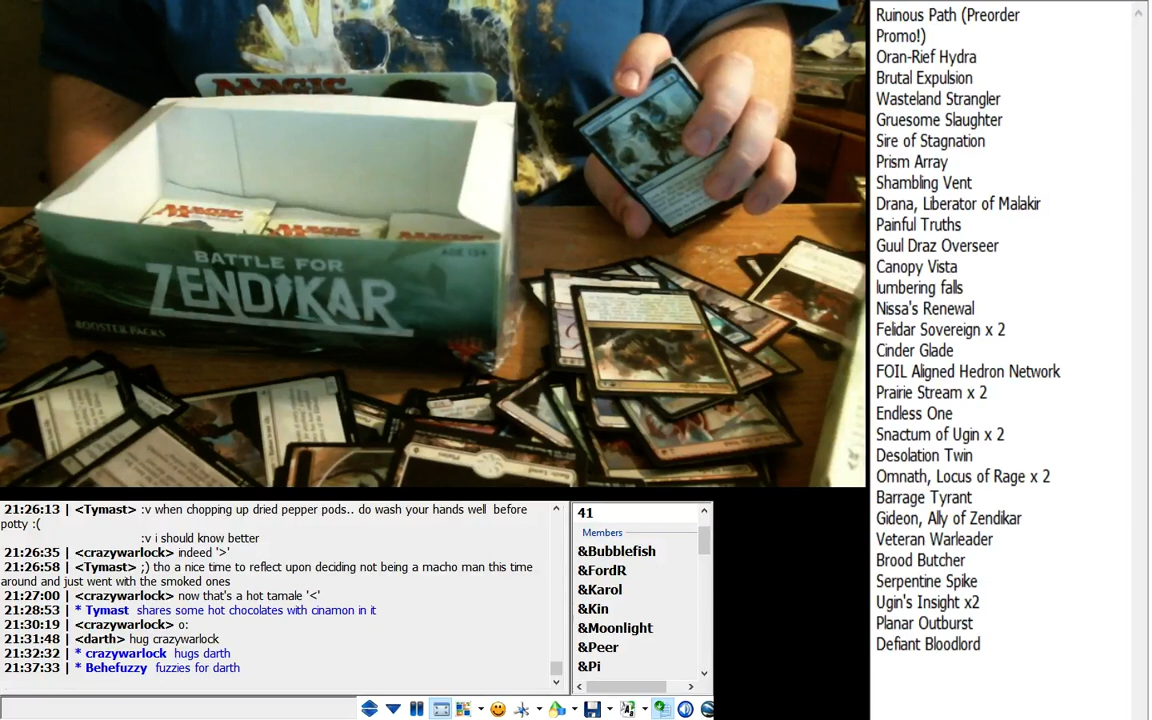 MAGIC
MAGIC
MAGIC
MAGIC
AGE 13+
BATTLE FOR
ZENDIKAR
BOOSTER PACKS
Plains
Ruinous Path (Preorder
Promo!)
Oran-Rief Hydra
Brutal Expulsion
Wasteland Strangler
Gruesome Slaughter
Sire of Stagnation
Prism Array
Shambling Vent
Drana, Liberator of Malakir
Painful Truths
Guul Draz Overseer
Canopy Vista
lumbering falls
Nissa's Renewal
Felidar Sovereign x 2
Cinder Glade
FOIL Aligned Hedron Network
Prairie Stream x 2
Endless One
Snactum of Ugin x 2
Desolation Twin
Omnath, Locus of Rage x 2
Barrage Tyrant
Gideon, Ally of Zendikar
Veteran Warleader
Brood Butcher
Serpentine Spike
Ugin's Insight x2
Planar Outburst
Defiant Bloodlord
21:26:13 | <Tymast> :v when chopping up dried pepper pods.. do wash your hands well before
potty :(
:v i should know better
21:26:35 | <crazywarlock> indeed '>'
21:26:58 | <Tymast> ;) tho a nice time to reflect upon deciding not being a macho man this time
around and just went with the smoked ones
21:27:00 | <crazywarlock> now that's a hot tamale '<'
21:28:53 | * Tymast shares some hot chocolates with cinamon in it
21:30:19 | <crazywarlock> o:
21:31:48 | <darth> hug crazywarlock
21:32:32 | * crazywarlock hugs darth
21:37:33 | * Behefuzzy fuzzies for darth
41
Members
&Bubblefish
&FordR
&Karol
&Kin
&Moonlight
&Peer
&Pi